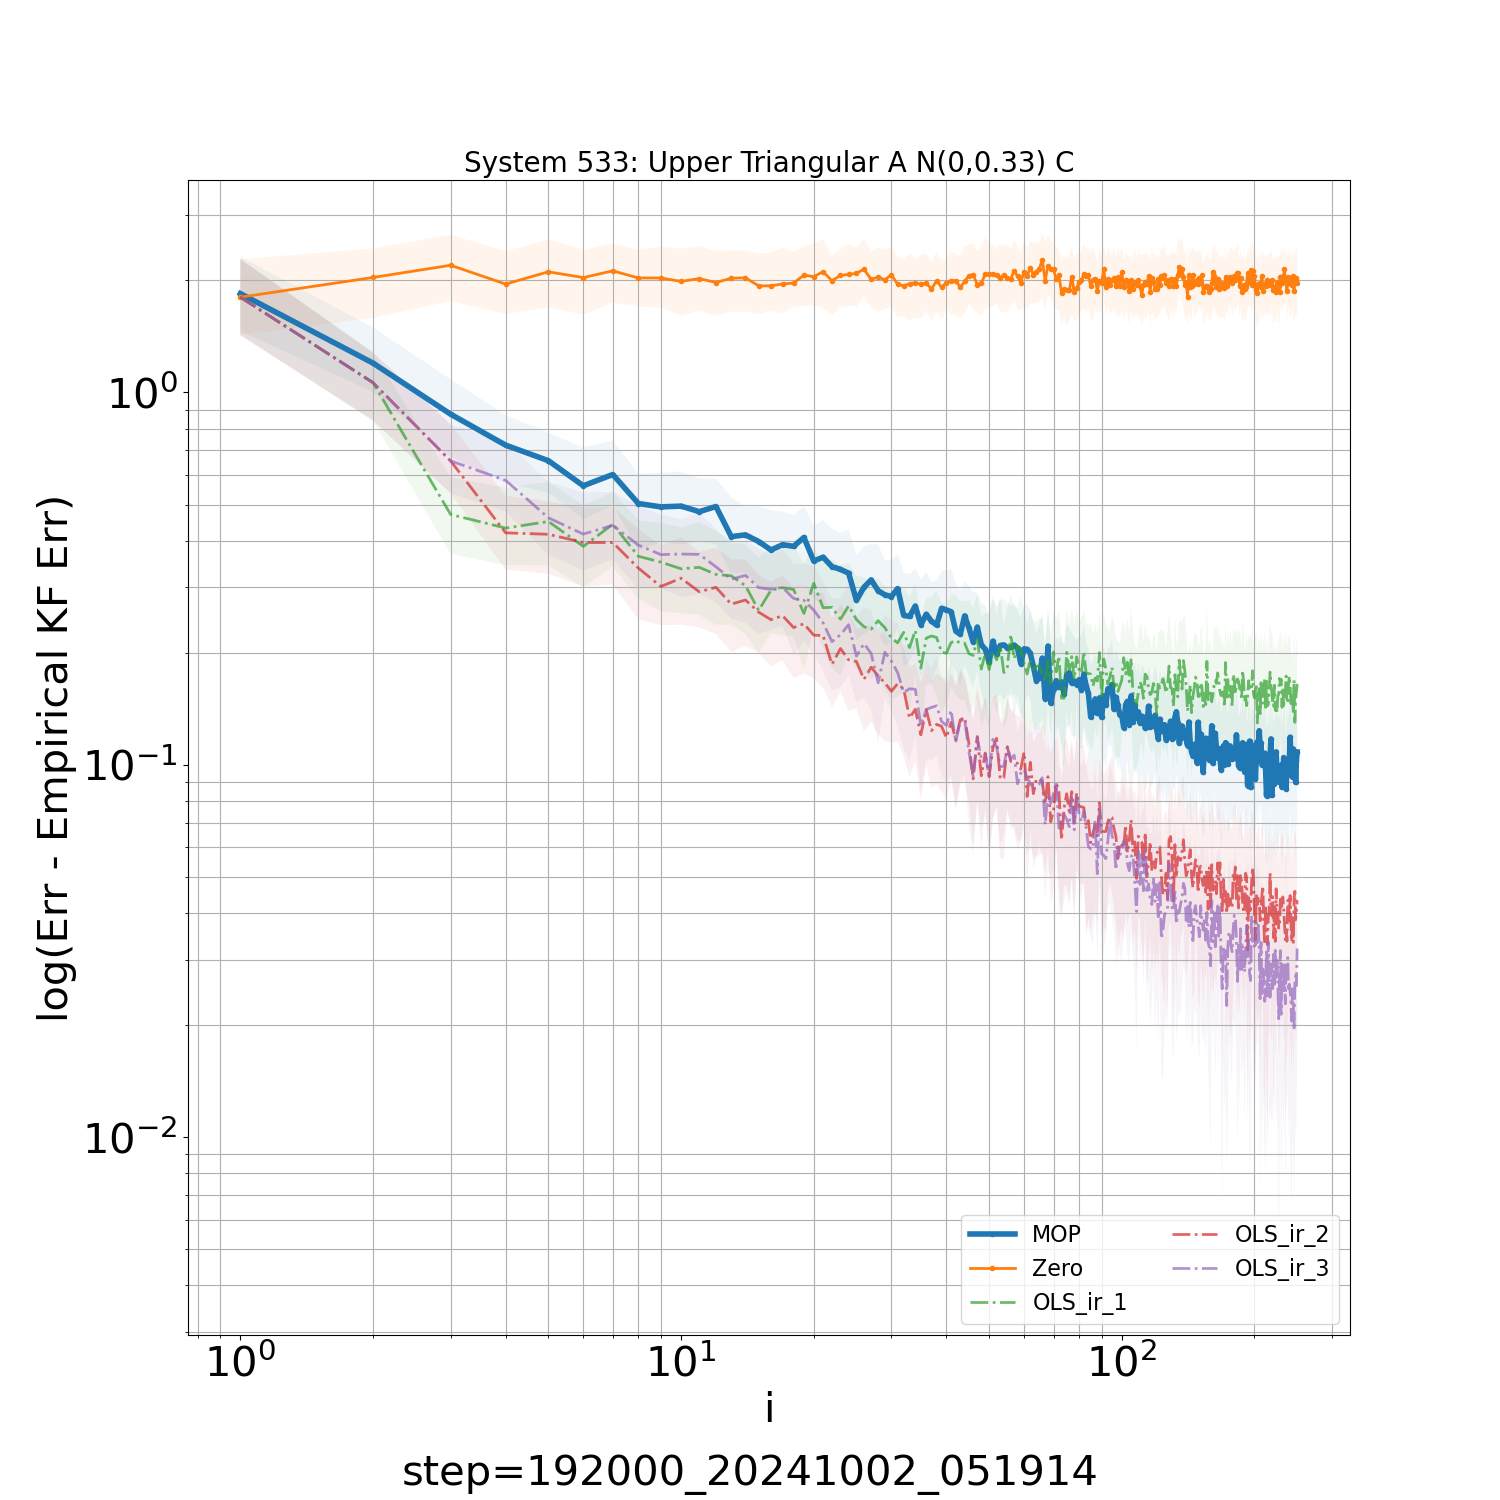 System 533: Upper Triangular A N(0,0.33) C
log(Err - Empirical KF Err)
10⁰
10⁻¹
10⁻²
MOP
Zero
OLS_ir_1
OLS_ir_2
OLS_ir_3
10⁰ 10¹ 10²
i
step=192000_20241002_051914